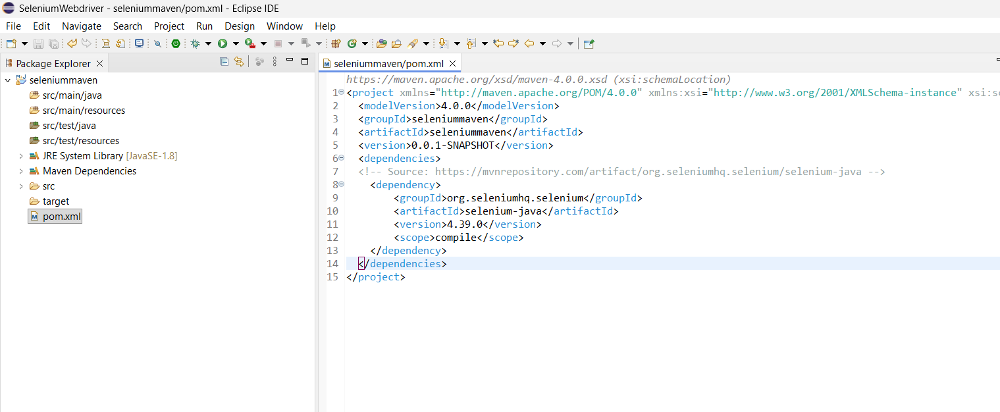 SeleniumWebdriver - seleniummaven/pom.xml - Eclipse IDE
File Edit Navigate Search Project Run Design Window Help
Package Explorer
seleniummaven
src/main/java
src/main/resources
src/test/java
src/test/resources
JRE System Library [JavaSE-1.8]
Maven Dependencies
src
target
pom.xml
seleniummaven/pom.xml
https://maven.apache.org/xsd/maven-4.0.0.xsd (xsi:schemaLocation)
1 <project xmlns="http://maven.apache.org/POM/4.0.0" xmlns:xsi="http://www.w3.org/2001/XMLSchema-instance" xsi:sc
2 <modelVersion>4.0.0</modelVersion>
3 <groupId>seleniummaven</groupId>
4 <artifactId>seleniummaven</artifactId>
5 <version>0.0.1-SNAPSHOT</version>
6 <dependencies>
7 <!-- Source: https://mvnrepository.com/artifact/org.seleniumhq.selenium/selenium-java -->
8 <dependency>
9 <groupId>org.seleniumhq.selenium</groupId>
10 <artifactId>selenium-java</artifactId>
11 <version>4.39.0</version>
12 <scope>compile</scope>
13 </dependency>
14 </dependencies>
15 </project>